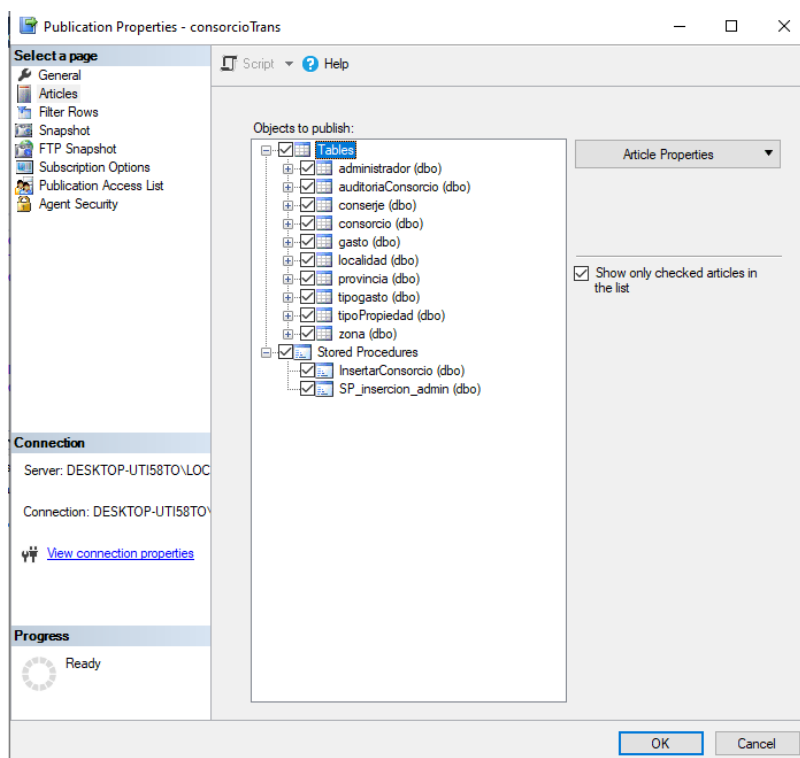 Publication Properties - consorcioTrans
Select a page
General
Articles
Filter Rows
Snapshot
FTP Snapshot
Subscription Options
Publication Access List
Agent Security
Script
Help
Objects to publish:
Tables
administrador (dbo)
auditoriaConsorcio (dbo)
conserje (dbo)
consorcio (dbo)
gasto (dbo)
localidad (dbo)
provincia (dbo)
tipogasto (dbo)
tipoPropiedad (dbo)
zona (dbo)
Stored Procedures
InsertarConsorcio (dbo)
SP_insercion_admin (dbo)
Article Properties
Show only checked articles in
the list
Connection
Server: DESKTOP-UTI58TO\LOC
Connection: DESKTOP-UTI58TO\
View connection properties
Progress
Ready
OK
Cancel